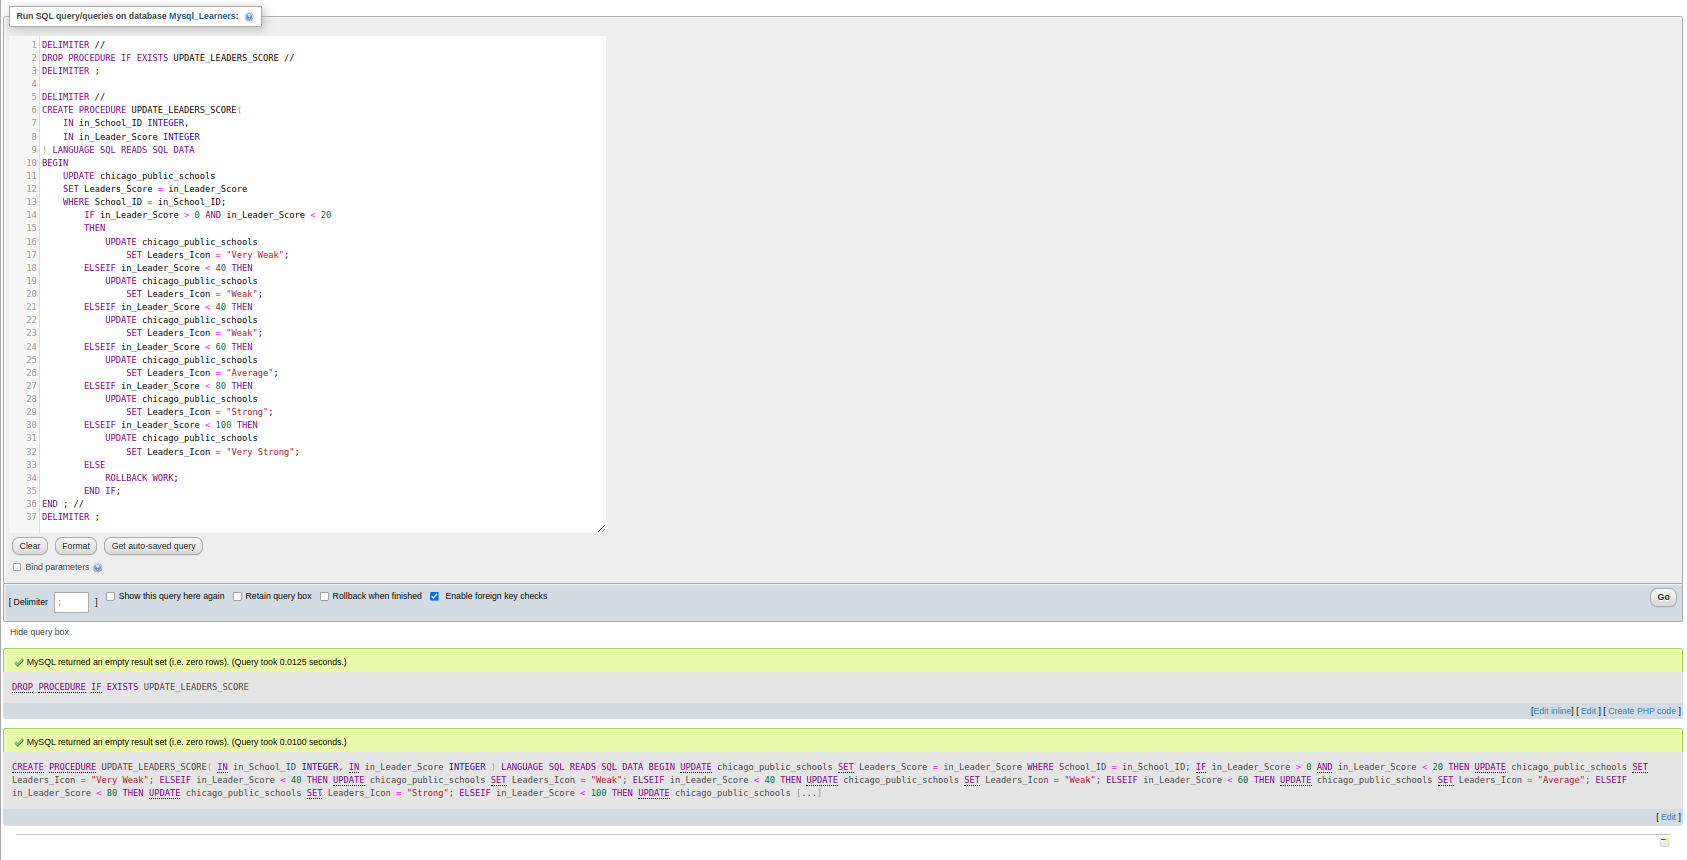 Run SQL query/queries on database Mysql_Learners:
1 DELIMITER //
2 DROP PROCEDURE IF EXISTS UPDATE_LEADERS_SCORE //
3 DELIMITER ;
4
5 DELIMITER //
6 CREATE PROCEDURE UPDATE_LEADERS_SCORE(
7 IN in_School_ID INTEGER,
8 IN in_Leader_Score INTEGER
9 ) LANGUAGE SQL READS SQL DATA
10 BEGIN
11 UPDATE chicago_public_schools
12 SET Leaders_Score = in_Leader_Score
13 WHERE School_ID = in_School_ID;
14 IF in_Leader_Score > 0 AND in_Leader_Score < 20
15 THEN
16 UPDATE chicago_public_schools
17 SET Leaders_Icon = "Very Weak";
18 ELSEIF in_Leader_Score < 40 THEN
19 UPDATE chicago_public_schools
20 SET Leaders_Icon = "Weak";
21 ELSEIF in_Leader_Score < 40 THEN
22 UPDATE chicago_public_schools
23 SET Leaders_Icon = "Weak";
24 ELSEIF in_Leader_Score < 60 THEN
25 UPDATE chicago_public_schools
26 SET Leaders_Icon = "Average";
27 ELSEIF in_Leader_Score < 80 THEN
28 UPDATE chicago_public_schools
29 SET Leaders_Icon = "Strong";
30 ELSEIF in_Leader_Score < 100 THEN
31 UPDATE chicago_public_schools
32 SET Leaders_Icon = "Very Strong";
33 ELSE
34 ROLLBACK WORK;
35 END IF;
36 END ; //
37 DELIMITER ;
Clear Format Get auto-saved query
Bind parameters
[ Delimiter ; ] Show this query here again Retain query box Rollback when finished Enable foreign key checks Go
Hide query box
MySQL returned an empty result set (i.e. zero rows). (Query took 0.0125 seconds.)
DROP PROCEDURE IF EXISTS UPDATE_LEADERS_SCORE
[Edit inline] [ Edit ] [ Create PHP code ]
MySQL returned an empty result set (i.e. zero rows). (Query took 0.0100 seconds.)
CREATE PROCEDURE UPDATE_LEADERS_SCORE( IN in_School_ID INTEGER, IN in_Leader_Score INTEGER ) LANGUAGE SQL READS SQL DATA BEGIN UPDATE chicago_public_schools SET Leaders_Score = in_Leader_Score WHERE School_ID = in_School_ID; IF in_Leader_Score > 0 AND in_Leader_Score < 20 THEN UPDATE chicago_public_schools SET
Leaders_Icon = "Very Weak"; ELSEIF in_Leader_Score < 40 THEN UPDATE chicago_public_schools SET Leaders_Icon = "Weak"; ELSEIF in_Leader_Score < 40 THEN UPDATE chicago_public_schools SET Leaders_Icon = "Weak"; ELSEIF in_Leader_Score < 60 THEN UPDATE chicago_public_schools SET Leaders_Icon = "Average"; ELSEIF
in_Leader_Score < 80 THEN UPDATE chicago_public_schools SET Leaders_Icon = "Strong"; ELSEIF in_Leader_Score < 100 THEN UPDATE chicago_public_schools [...]
[ Edit ]